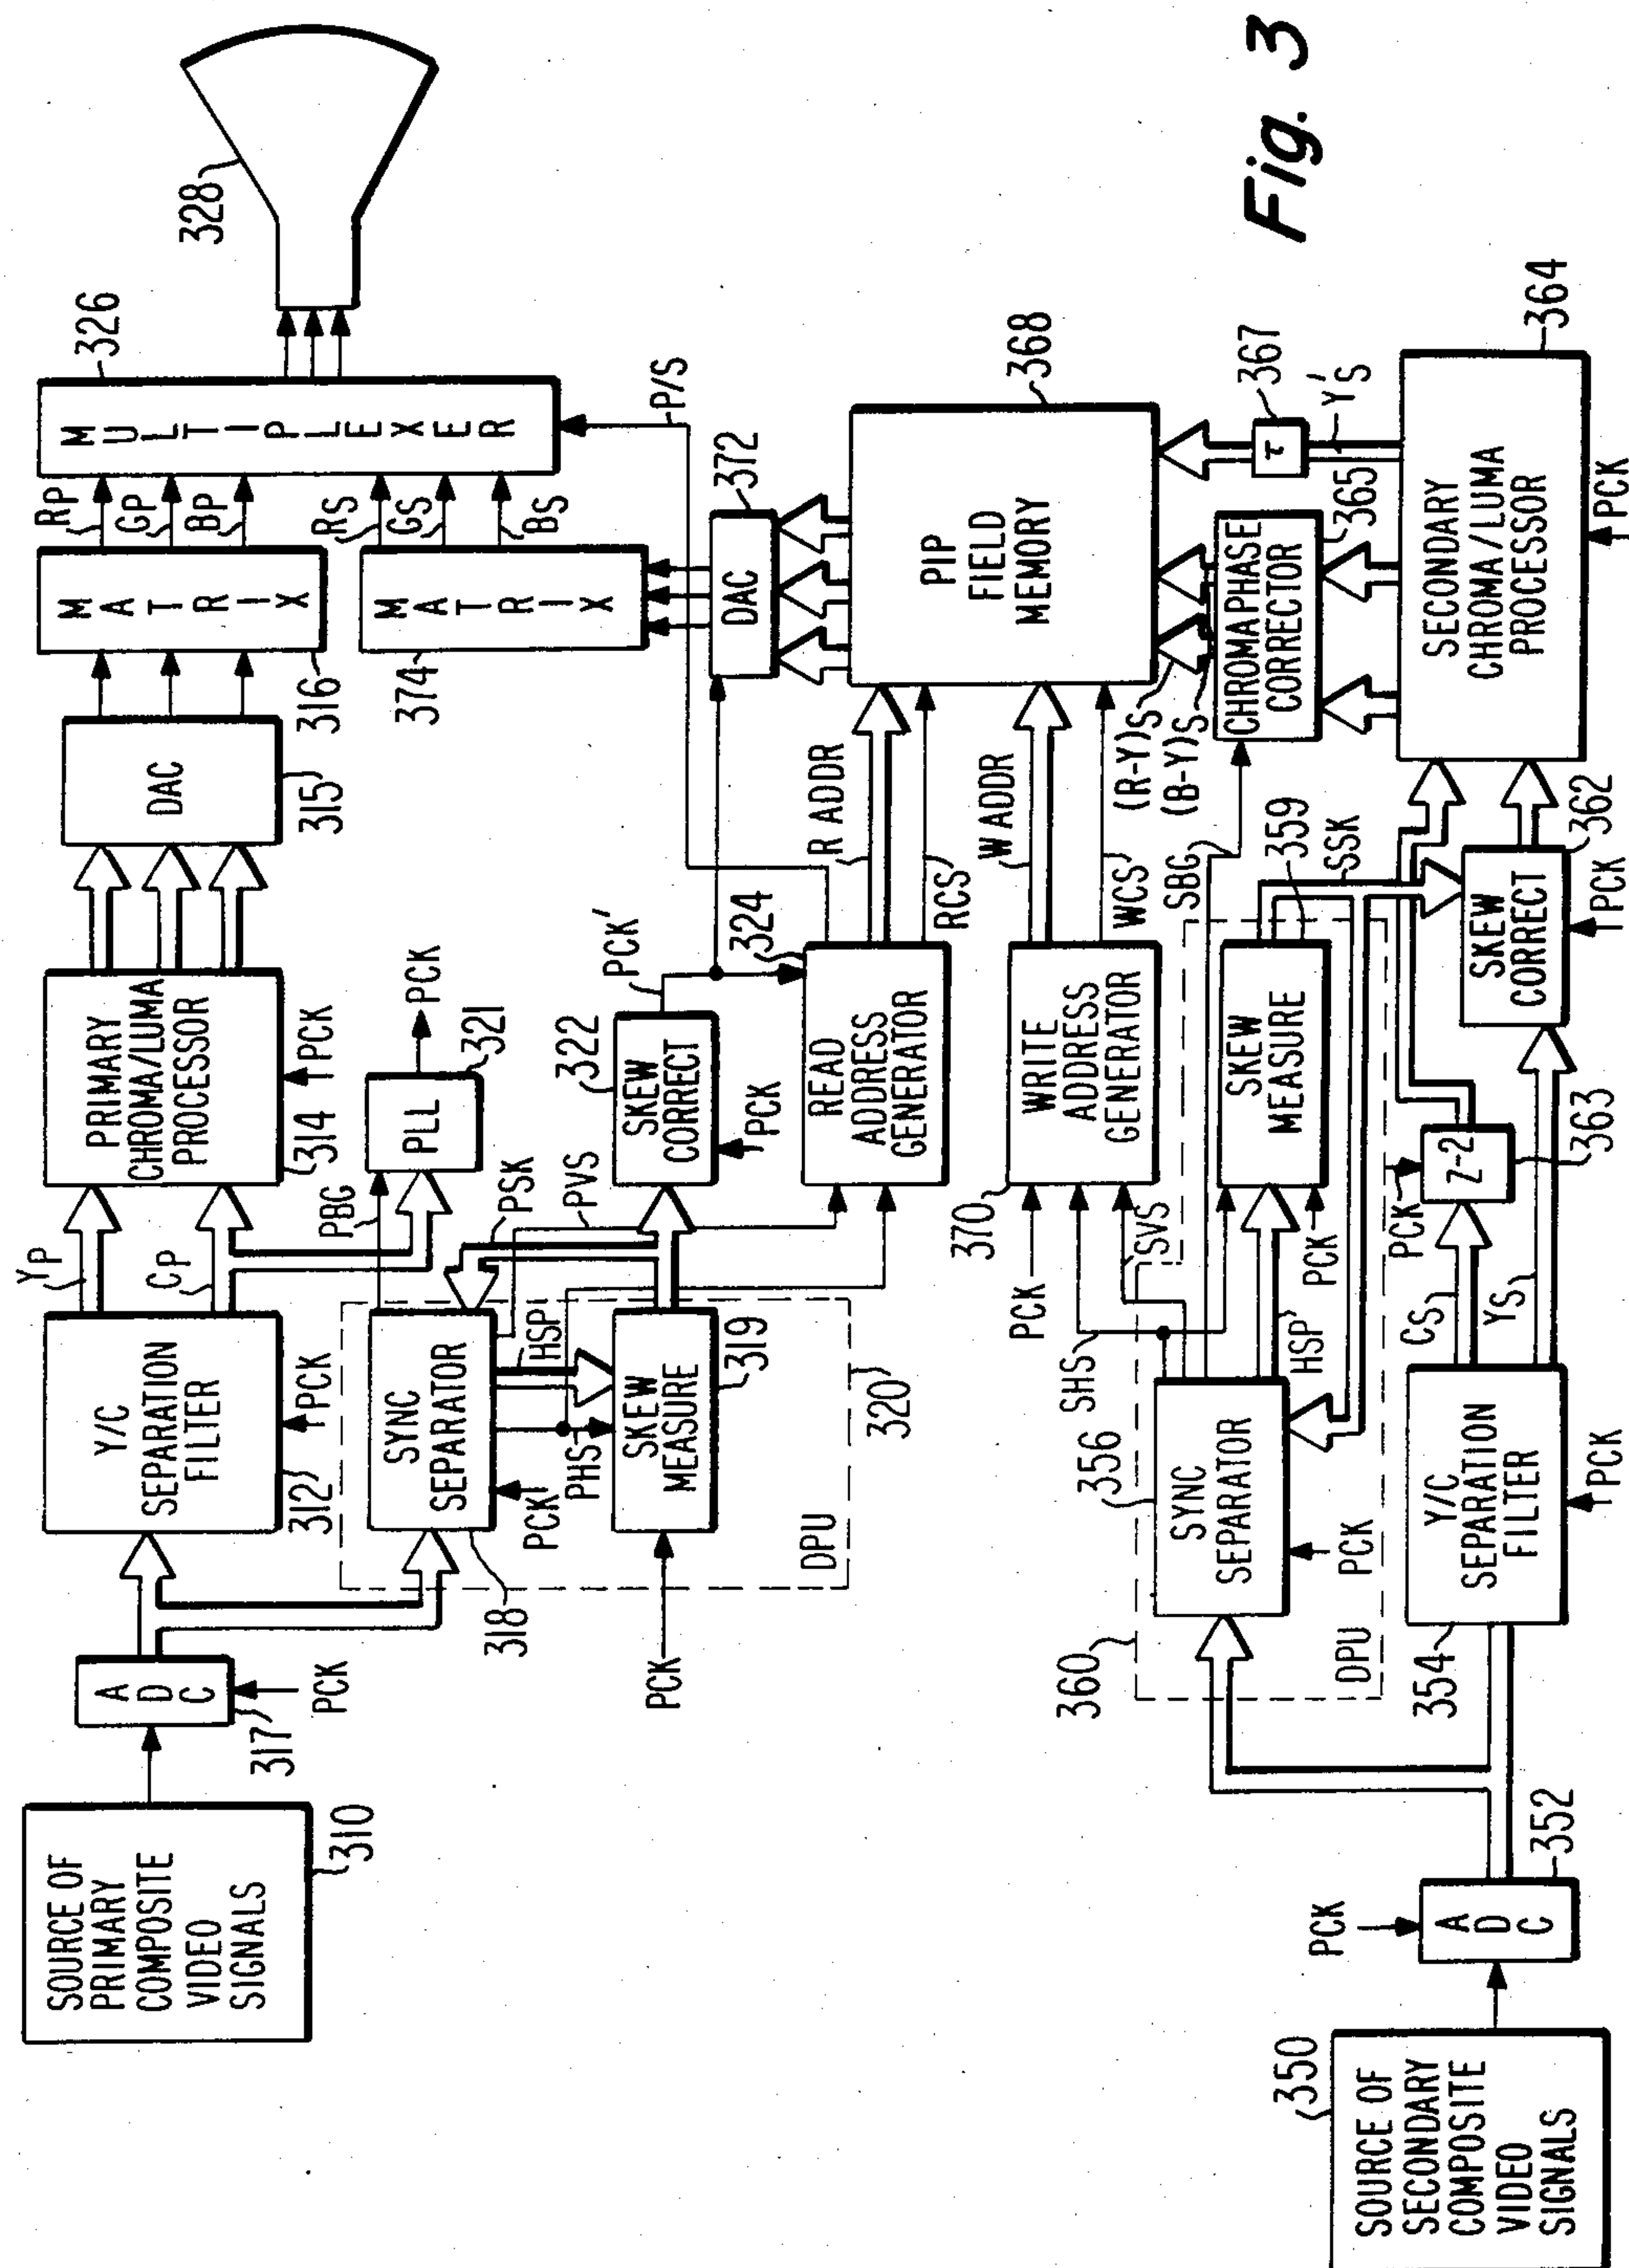 SOURCE OF
PRIMARY
COMPOSITE
VIDEO
SIGNALS
310
A
D
C
317
PCK
Y/C
SEPARATION
FILTER
312
PCK
YP
CP
PRIMARY
CHROMA/LUMA
PROCESSOR
314
PCK
DAC
315
M
A
T
R
I
X
316
RP
GP
BP
M
U
L
T
I
P
L
E
X
E
R
326
328
SYNC
SEPARATOR
318
PCK
PBG
PLL
321
PCK
PSK
PVS
HSP'
PHS
SKEW
MEASURE
319
PCK
DPU
320
SKEW
CORRECT
322
PCK
PCK'
READ
ADDRESS
GENERATOR
324
R ADDR
RCS
P/S
M
A
T
R
I
X
374
RS
GS
BS
DAC
372
PIP
FIELD
MEMORY
368
WRITE
ADDRESS
GENERATOR
370
PCK
W ADDR
WCS
SHS
SVS
SBG
(R-Y)S
(B-Y)S
CHROMA PHASE
CORRECTOR
365
τ
367
Y'S
SYNC
SEPARATOR
356
PCK
DPU
360
HSP'
SKEW
MEASURE
359
PCK
SSK
SKEW
CORRECT
362
PCK
SECONDARY
CHROMA/LUMA
PROCESSOR
364
PCK
Z-2
363
PCK
CS
YS
Y/C
SEPARATION
FILTER
354
PCK
A
D
C
352
PCK
SOURCE OF
SECONDARY
COMPOSITE
VIDEO
SIGNALS
350
Fig. 3